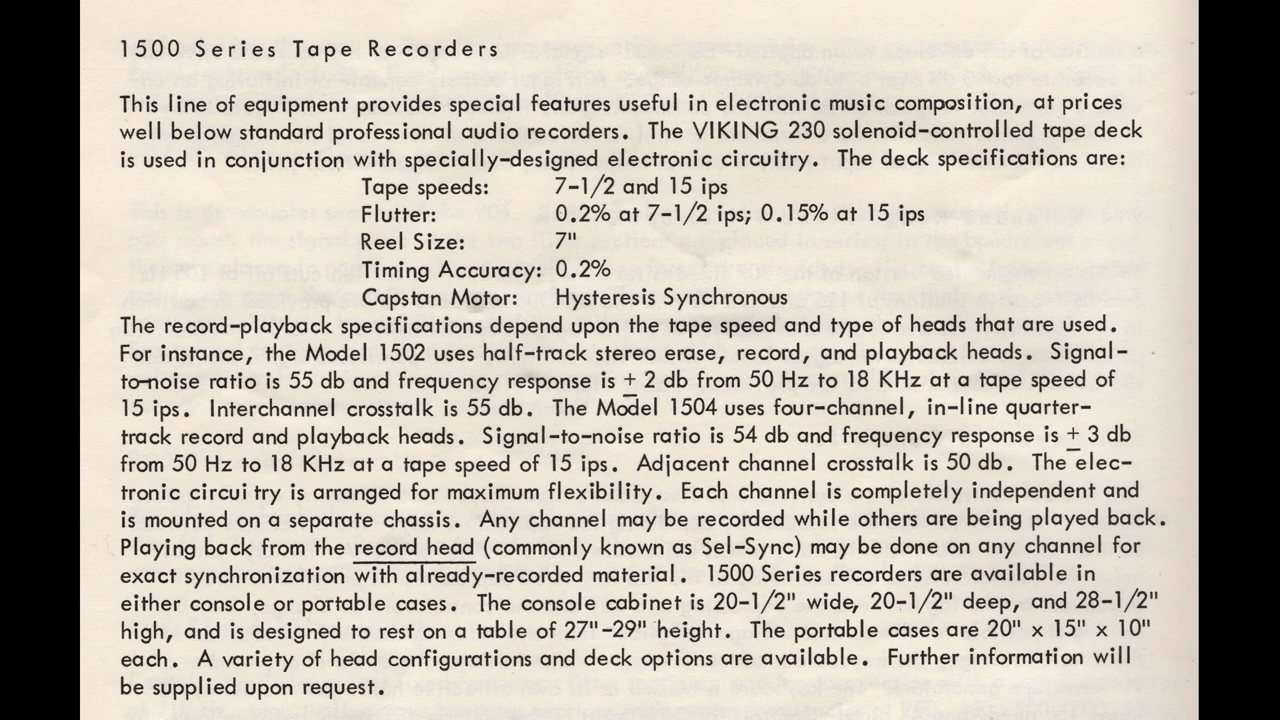 1500 Series Tape Recorders
This line of equipment provides special features useful in electronic music composition, at prices
well below standard professional audio recorders. The VIKING 230 solenoid-controlled tape deck
is used in conjunction with specially-designed electronic circuitry. The deck specifications are:
Tape speeds: 7-1/2 and 15 ips
Flutter: 0.2% at 7-1/2 ips; 0.15% at 15 ips
Reel Size: 7"
Timing Accuracy: 0.2%
Capstan Motor: Hysteresis Synchronous
The record-playback specifications depend upon the tape speed and type of heads that are used.
For instance, the Model 1502 uses half-track stereo erase, record, and playback heads. Signal-
to-noise ratio is 55 db and frequency response is ± 2 db from 50 Hz to 18 KHz at a tape speed of
15 ips. Interchannel crosstalk is 55 db. The Model 1504 uses four-channel, in-line quarter-
track record and playback heads. Signal-to-noise ratio is 54 db and frequency response is ± 3 db
from 50 Hz to 18 KHz at a tape speed of 15 ips. Adjacent channel crosstalk is 50 db. The elec-
tronic circui try is arranged for maximum flexibility. Each channel is completely independent and
is mounted on a separate chassis. Any channel may be recorded while others are being played back.
Playing back from the record head (commonly known as Sel-Sync) may be done on any channel for
exact synchronization with already-recorded material. 1500 Series recorders are available in
either console or portable cases. The console cabinet is 20-1/2" wide, 20-1/2" deep, and 28-1/2"
high, and is designed to rest on a table of 27"-29" height. The portable cases are 20" x 15" x 10"
each. A variety of head configurations and deck options are available. Further information will
be supplied upon request.